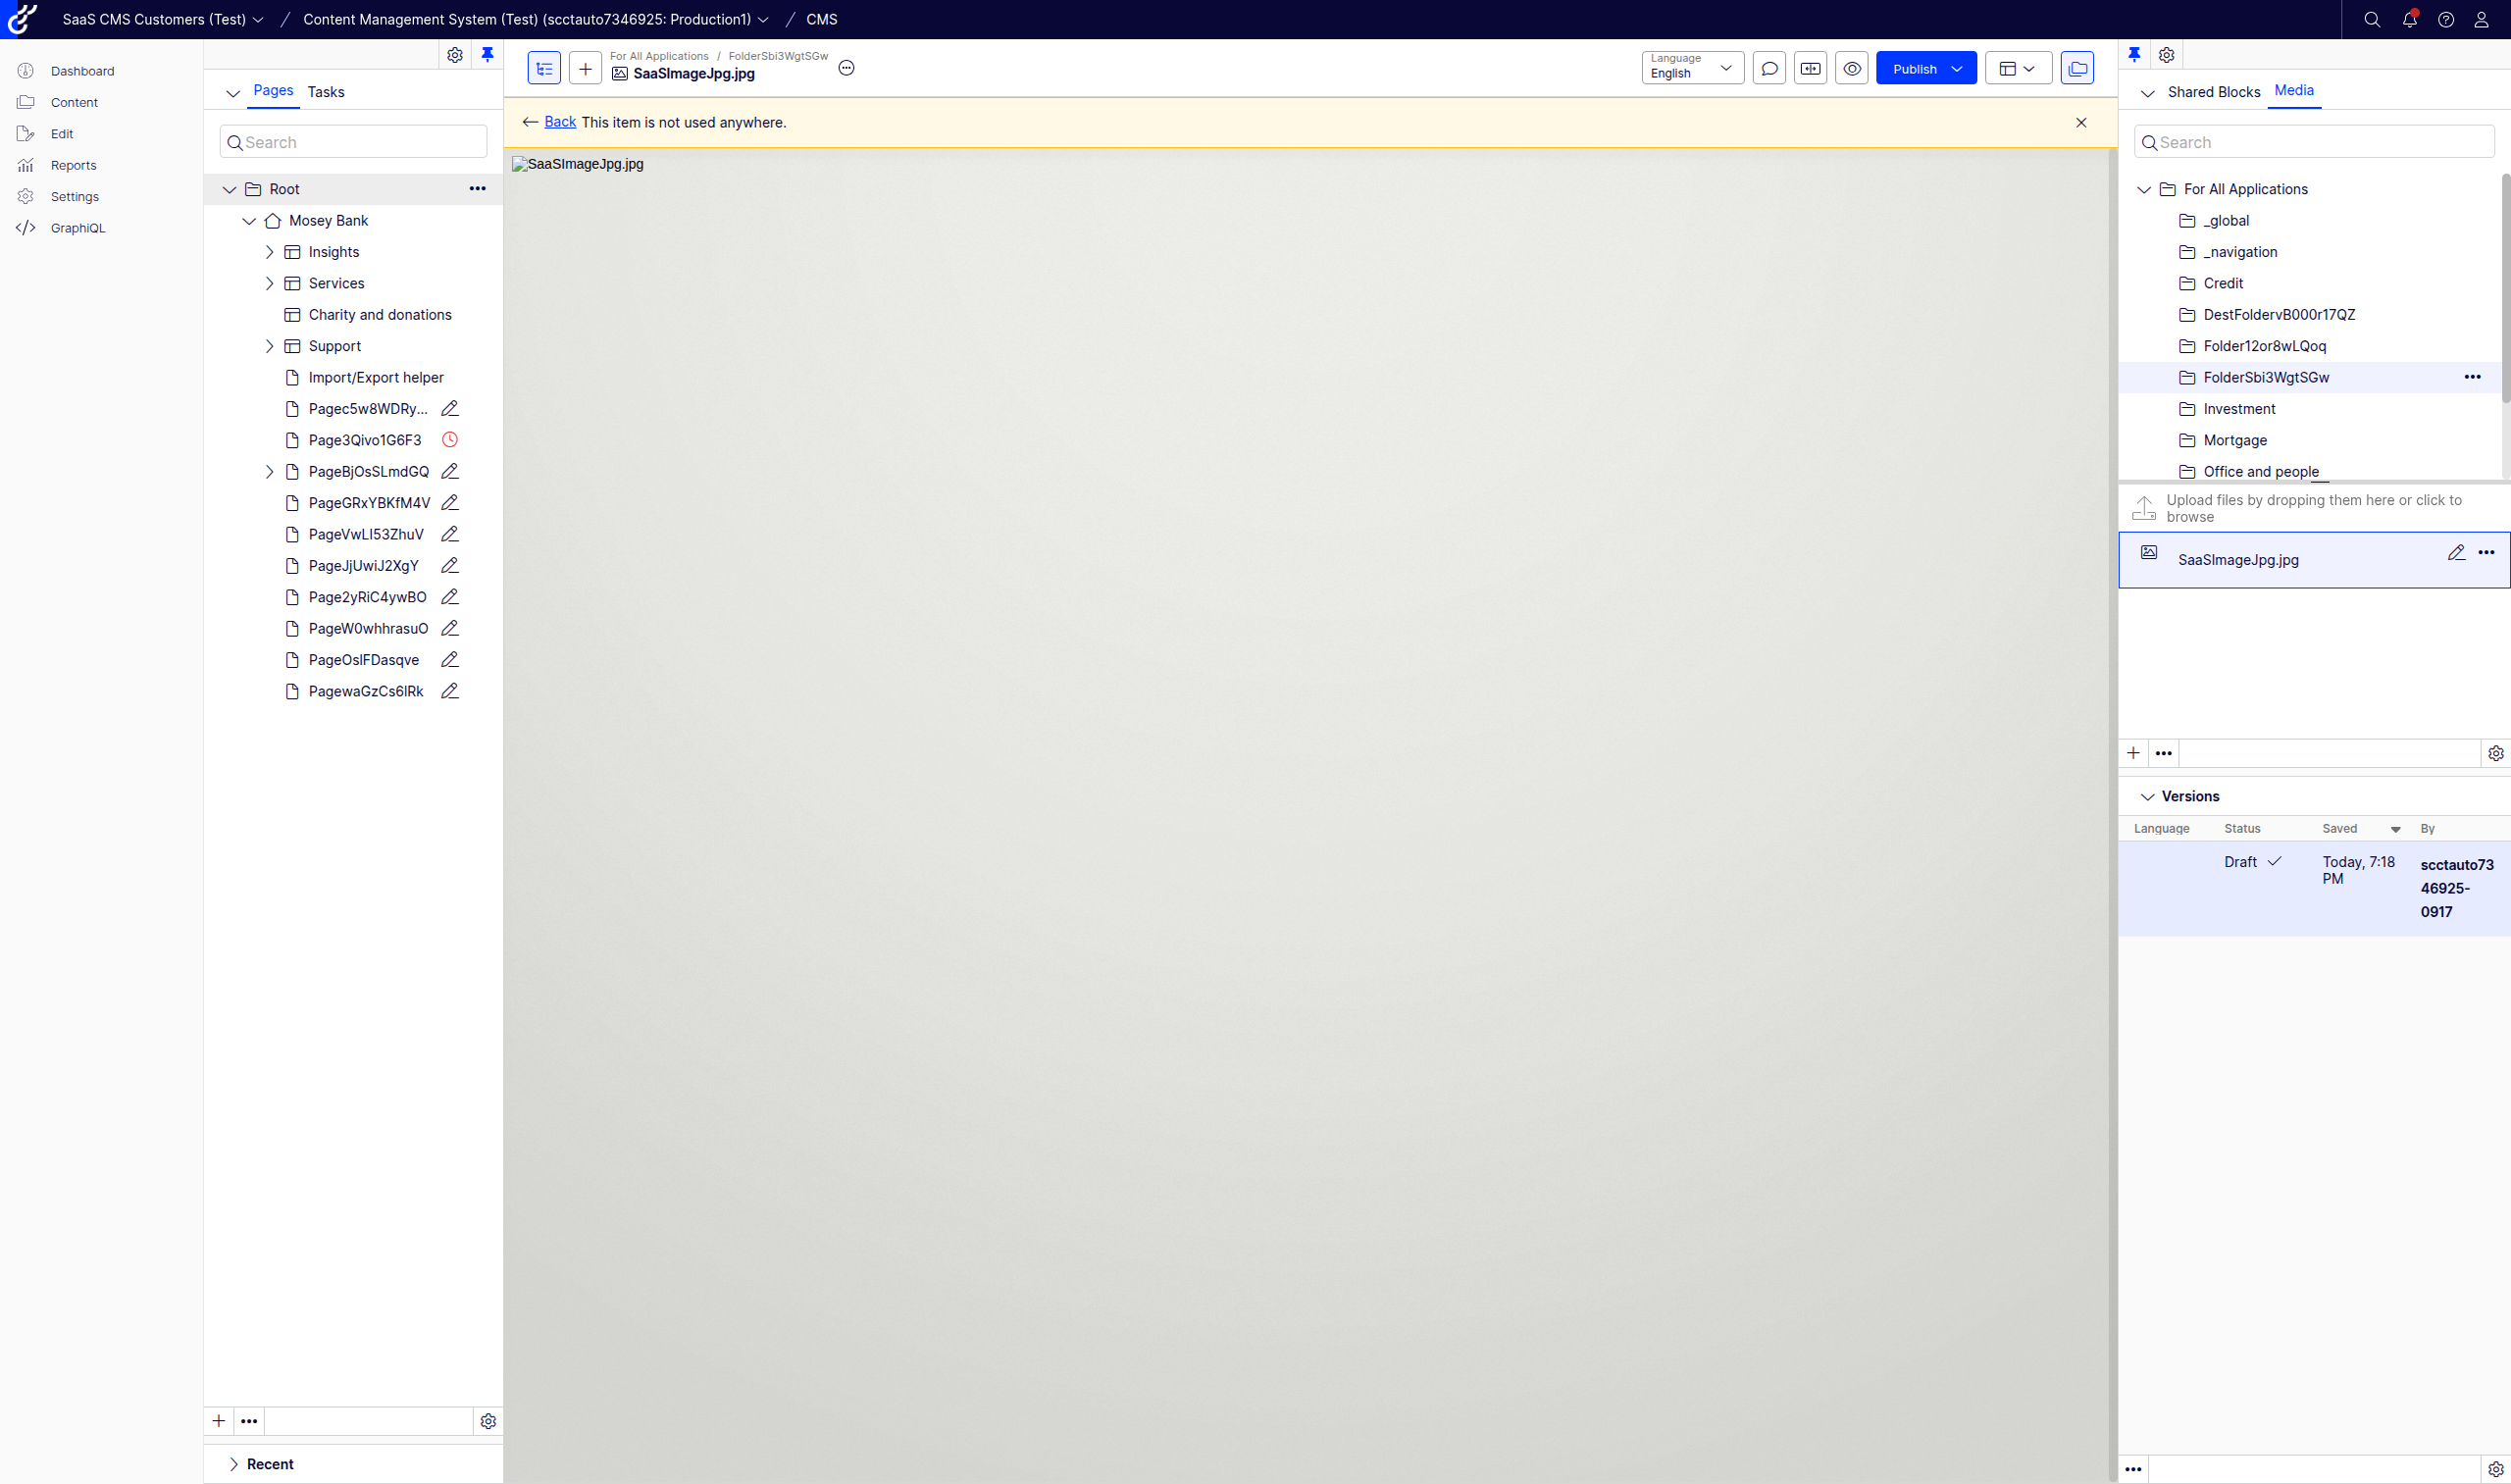 SaaS CMS Customers (Test) / Content Management System (Test) (scctauto7346925: Production1) / CMS
Dashboard
Content
Edit
Reports
Settings
GraphiQL
Pages Tasks
Search
Root
Mosey Bank
Insights
Services
Charity and donations
Support
Import/Export helper
Pagec5w8WDRy...
Page3Qivo1G6F3
PageBjOsSLmdGQ
PageGRxYBKfM4V
PageVwLI53ZhuV
PageJjUwiJ2XgY
Page2yRiC4ywBO
PageW0whhrasuO
PageOslFDasqve
PagewaGzCs6IRk
Recent
For All Applications / FolderSbi3WgtSGw
SaaSImageJpg.jpg
Language
English
Publish
Back This item is not used anywhere.
SaaSImageJpg.jpg
Shared Blocks Media
Search
For All Applications
_global
_navigation
Credit
DestFoldervB000r17QZ
Folder12or8wLQoq
FolderSbi3WgtSGw
Investment
Mortgage
Office and people
Upload files by dropping them here or click to
browse
SaaSImageJpg.jpg
Versions
Language Status Saved By
Draft Today, 7:18 scctauto73
PM 46925-
0917